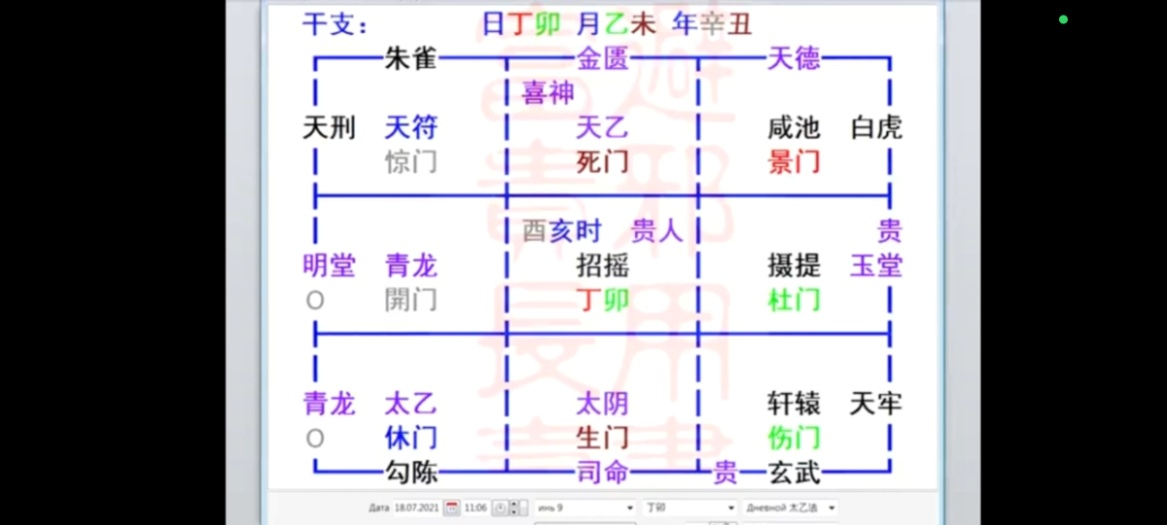 干支: 日丁卯 月乙未 年辛丑
朱雀 金匮 天德
喜神
天刑 天符 天乙 咸池 白虎
惊门 死门 景门
酉亥时 贵人 贵
明堂 青龙 招摇 摄提 玉堂
O 開门 丁卯 杜门
青龙 太乙 太阴 轩辕 天牢
O 休门 生门 伤门
勾陈 司命 贵 玄武
Дата 18.07.2021 11:06 инь 9 丁卯 Дневной 太乙法